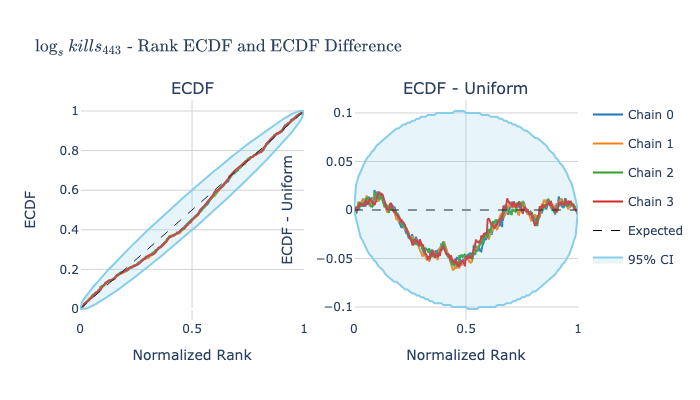 log_s kills_443 - Rank ECDF and ECDF Difference
ECDF
ECDF - Uniform
1
0.8
0.6
0.4
0.2
0
ECDF
0
0.5
1
Normalized Rank
0.1
0.05
0
−0.05
−0.1
ECDF - Uniform
0
0.5
1
Normalized Rank
Chain 0
Chain 1
Chain 2
Chain 3
Expected
95% CI